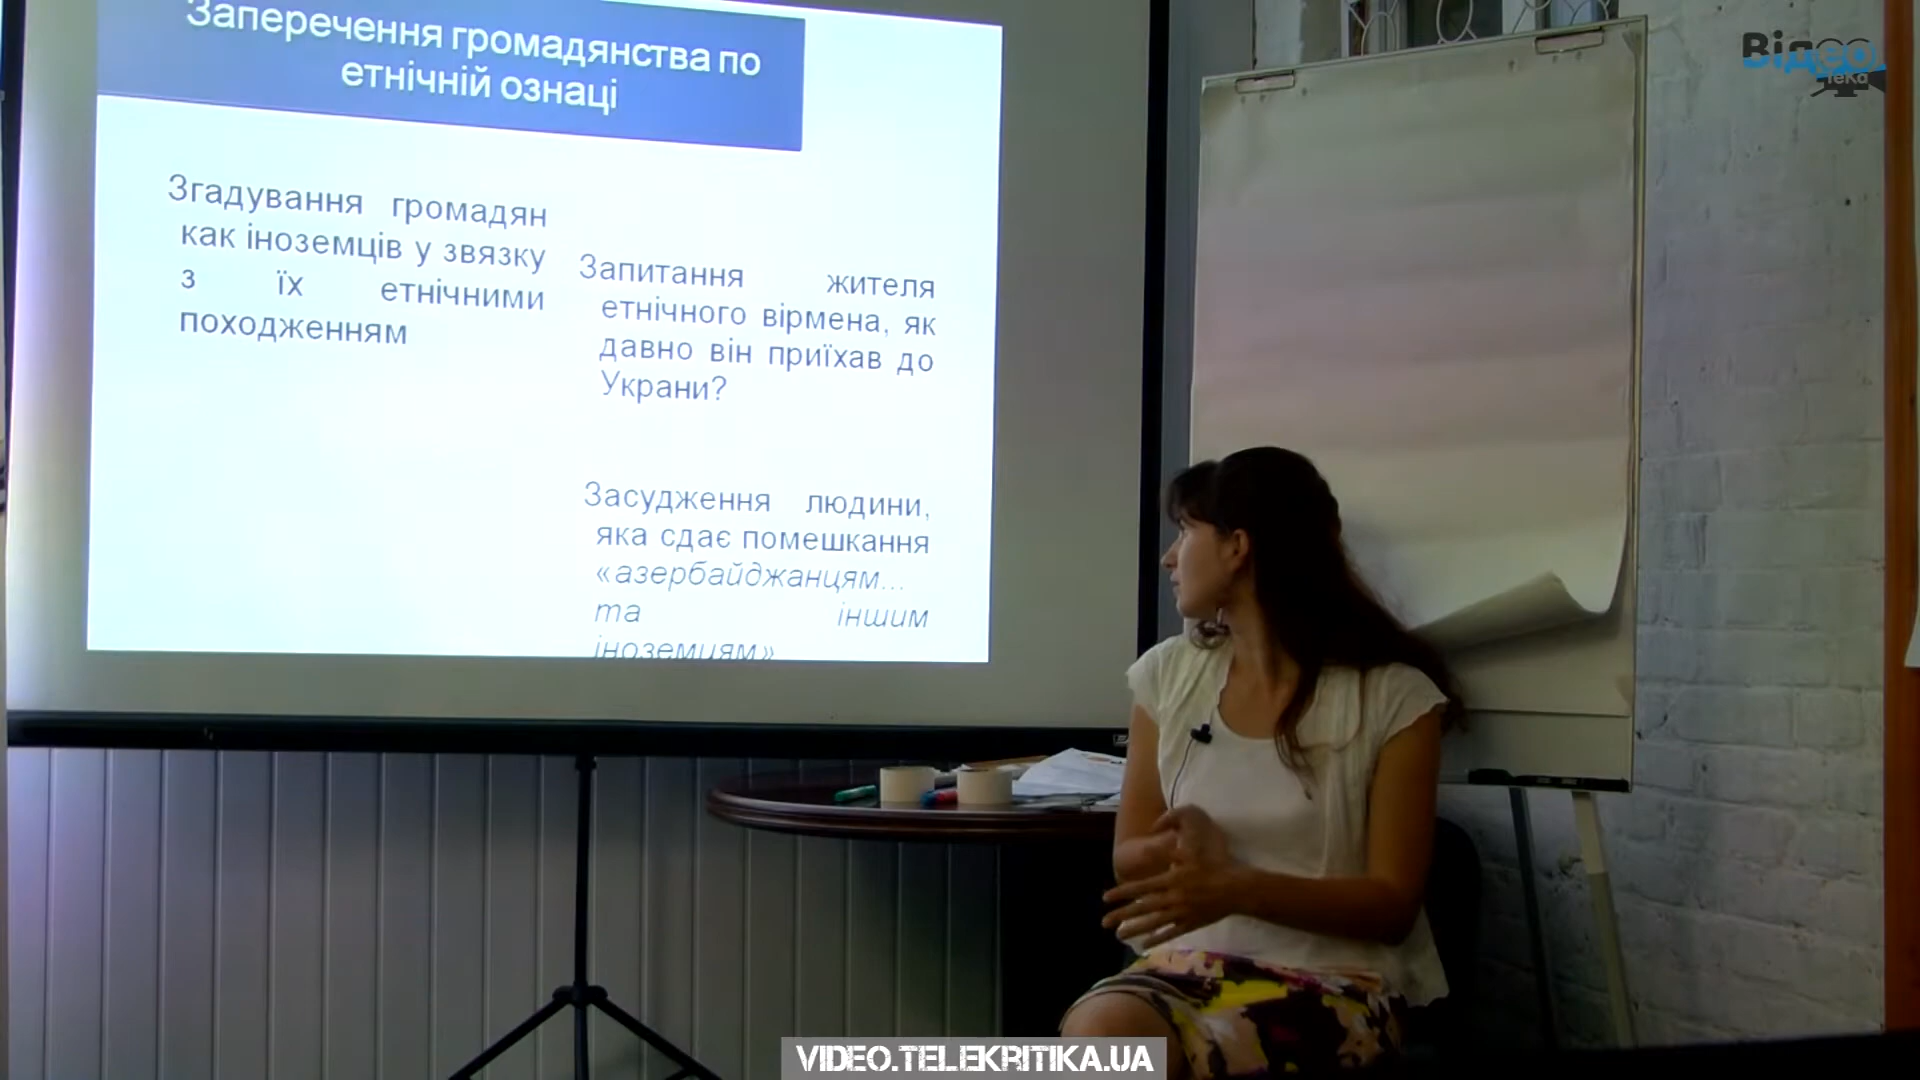 Заперечення громадянства по
етнічній ознаці
Згадування громадян
как іноземців у звязку
з їх етнічними
походженням
Запитання жителя
етнічного вірмена, як
давно він приїхав до
Украни?
Засудження людини,
яка сдає помешкання
«азербайджанцям...
та іншим
іноземцям»
Відео
теКа
VIDEO.TELEKRITIKA.UA